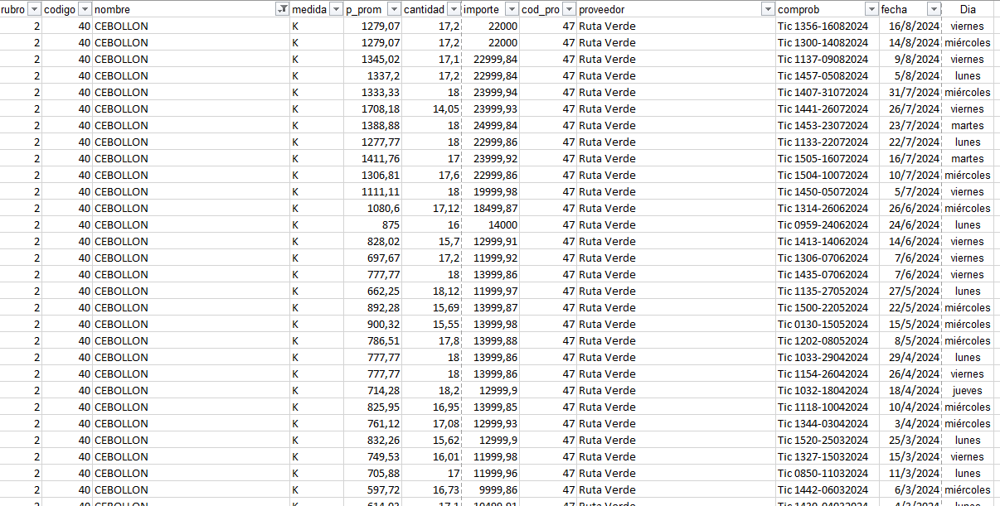 rubro codigo nombre medida p_prom cantidad importe cod_pro proveedor comprob fecha Dia
2 40 CEBOLLON K 1279,07 17,2 22000 47 Ruta Verde Tic 1356-16082024 16/8/2024 viernes
2 40 CEBOLLON K 1279,07 17,2 22000 47 Ruta Verde Tic 1300-14082024 14/8/2024 miércoles
2 40 CEBOLLON K 1345,02 17,1 22999,84 47 Ruta Verde Tic 1137-09082024 9/8/2024 viernes
2 40 CEBOLLON K 1337,2 17,2 22999,84 47 Ruta Verde Tic 1457-05082024 5/8/2024 lunes
2 40 CEBOLLON K 1333,33 18 23999,94 47 Ruta Verde Tic 1407-31072024 31/7/2024 miércoles
2 40 CEBOLLON K 1708,18 14,05 23999,93 47 Ruta Verde Tic 1441-26072024 26/7/2024 viernes
2 40 CEBOLLON K 1388,88 18 24999,84 47 Ruta Verde Tic 1453-23072024 23/7/2024 martes
2 40 CEBOLLON K 1277,77 18 22999,86 47 Ruta Verde Tic 1133-22072024 22/7/2024 lunes
2 40 CEBOLLON K 1411,76 17 23999,92 47 Ruta Verde Tic 1505-16072024 16/7/2024 martes
2 40 CEBOLLON K 1306,81 17,6 22999,86 47 Ruta Verde Tic 1504-10072024 10/7/2024 miércoles
2 40 CEBOLLON K 1111,11 18 19999,98 47 Ruta Verde Tic 1450-05072024 5/7/2024 viernes
2 40 CEBOLLON K 1080,6 17,12 18499,87 47 Ruta Verde Tic 1314-26062024 26/6/2024 miércoles
2 40 CEBOLLON K 875 16 14000 47 Ruta Verde Tic 0959-24062024 24/6/2024 lunes
2 40 CEBOLLON K 828,02 15,7 12999,91 47 Ruta Verde Tic 1413-14062024 14/6/2024 viernes
2 40 CEBOLLON K 697,67 17,2 11999,92 47 Ruta Verde Tic 1306-07062024 7/6/2024 viernes
2 40 CEBOLLON K 777,77 18 13999,86 47 Ruta Verde Tic 1435-07062024 7/6/2024 viernes
2 40 CEBOLLON K 662,25 18,12 11999,97 47 Ruta Verde Tic 1135-27052024 27/5/2024 lunes
2 40 CEBOLLON K 892,28 15,69 13999,87 47 Ruta Verde Tic 1500-22052024 22/5/2024 miércoles
2 40 CEBOLLON K 900,32 15,55 13999,98 47 Ruta Verde Tic 0130-15052024 15/5/2024 miércoles
2 40 CEBOLLON K 786,51 17,8 13999,88 47 Ruta Verde Tic 1202-08052024 8/5/2024 miércoles
2 40 CEBOLLON K 777,77 18 13999,86 47 Ruta Verde Tic 1033-29042024 29/4/2024 lunes
2 40 CEBOLLON K 777,77 18 13999,86 47 Ruta Verde Tic 1154-26042024 26/4/2024 viernes
2 40 CEBOLLON K 714,28 18,2 12999,9 47 Ruta Verde Tic 1032-18042024 18/4/2024 jueves
2 40 CEBOLLON K 825,95 16,95 13999,85 47 Ruta Verde Tic 1118-10042024 10/4/2024 miércoles
2 40 CEBOLLON K 761,12 17,08 12999,93 47 Ruta Verde Tic 1344-03042024 3/4/2024 miércoles
2 40 CEBOLLON K 832,26 15,62 12999,9 47 Ruta Verde Tic 1520-25032024 25/3/2024 lunes
2 40 CEBOLLON K 749,53 16,01 11999,98 47 Ruta Verde Tic 1327-15032024 15/3/2024 viernes
2 40 CEBOLLON K 705,88 17 11999,96 47 Ruta Verde Tic 0850-11032024 11/3/2024 lunes
2 40 CEBOLLON K 597,72 16,73 9999,86 47 Ruta Verde Tic 1442-06032024 6/3/2024 miércoles